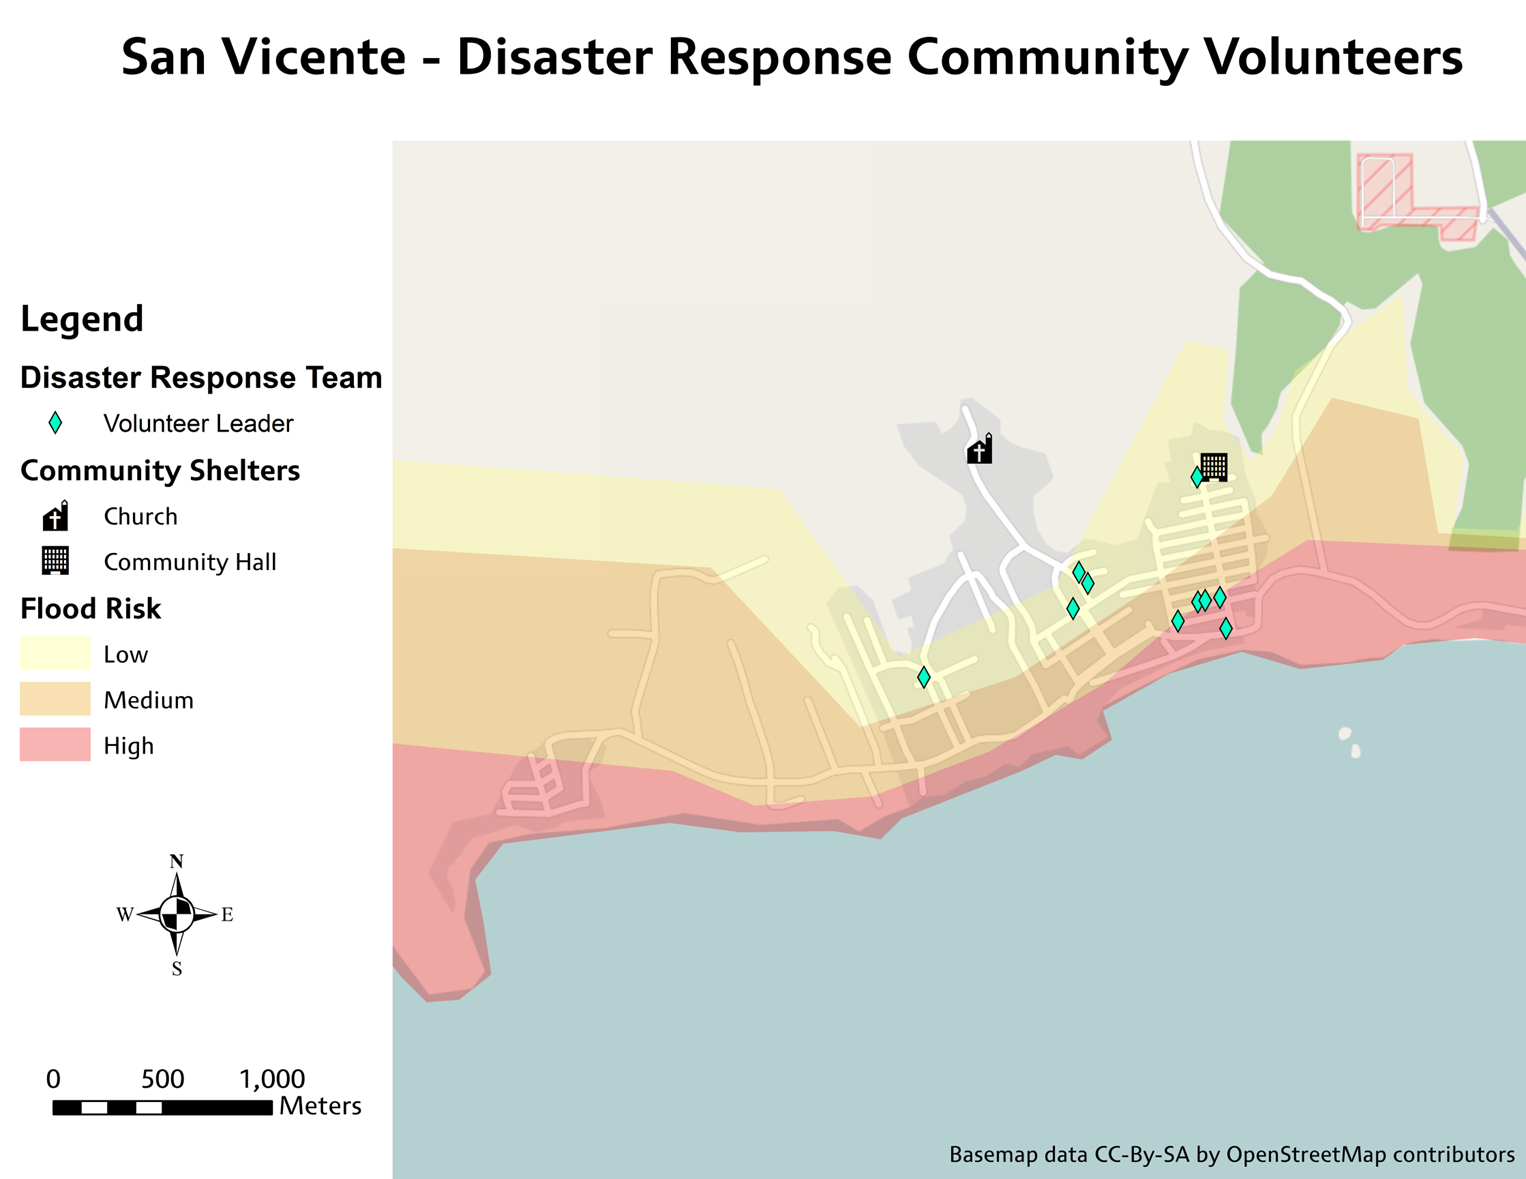 San Vicente - Disaster Response Community Volunteers
Legend
Disaster Response Team
Volunteer Leader
Community Shelters
Church
Community Hall
Flood Risk
Low
Medium
High
N
W E
S
0 500 1,000
Meters
Basemap data CC-By-SA by OpenStreetMap contributors